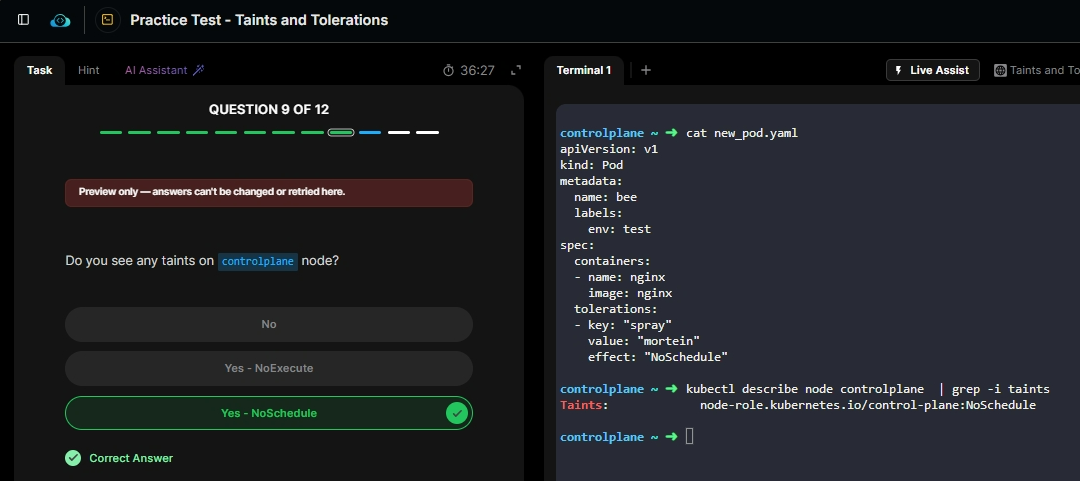 Practice Test - Taints and Tolerations
Task
Hint
AI Assistant
36:27
QUESTION 9 OF 12
Preview only — answers can't be changed or retried here.
Do you see any taints on controlplane node?
No
Yes - NoExecute
Yes - NoSchedule
Correct Answer
Terminal 1
+
Live Assist
Taints and To
controlplane ~ ➜ cat new_pod.yaml
apiVersion: v1
kind: Pod
metadata:
  name: bee
  labels:
    env: test
spec:
  containers:
  - name: nginx
    image: nginx
  tolerations:
  - key: "spray"
    value: "mortein"
    effect: "NoSchedule"
controlplane ~ ➜ kubectl describe node controlplane  | grep -i taints
Taints:             node-role.kubernetes.io/control-plane:NoSchedule
controlplane ~ ➜